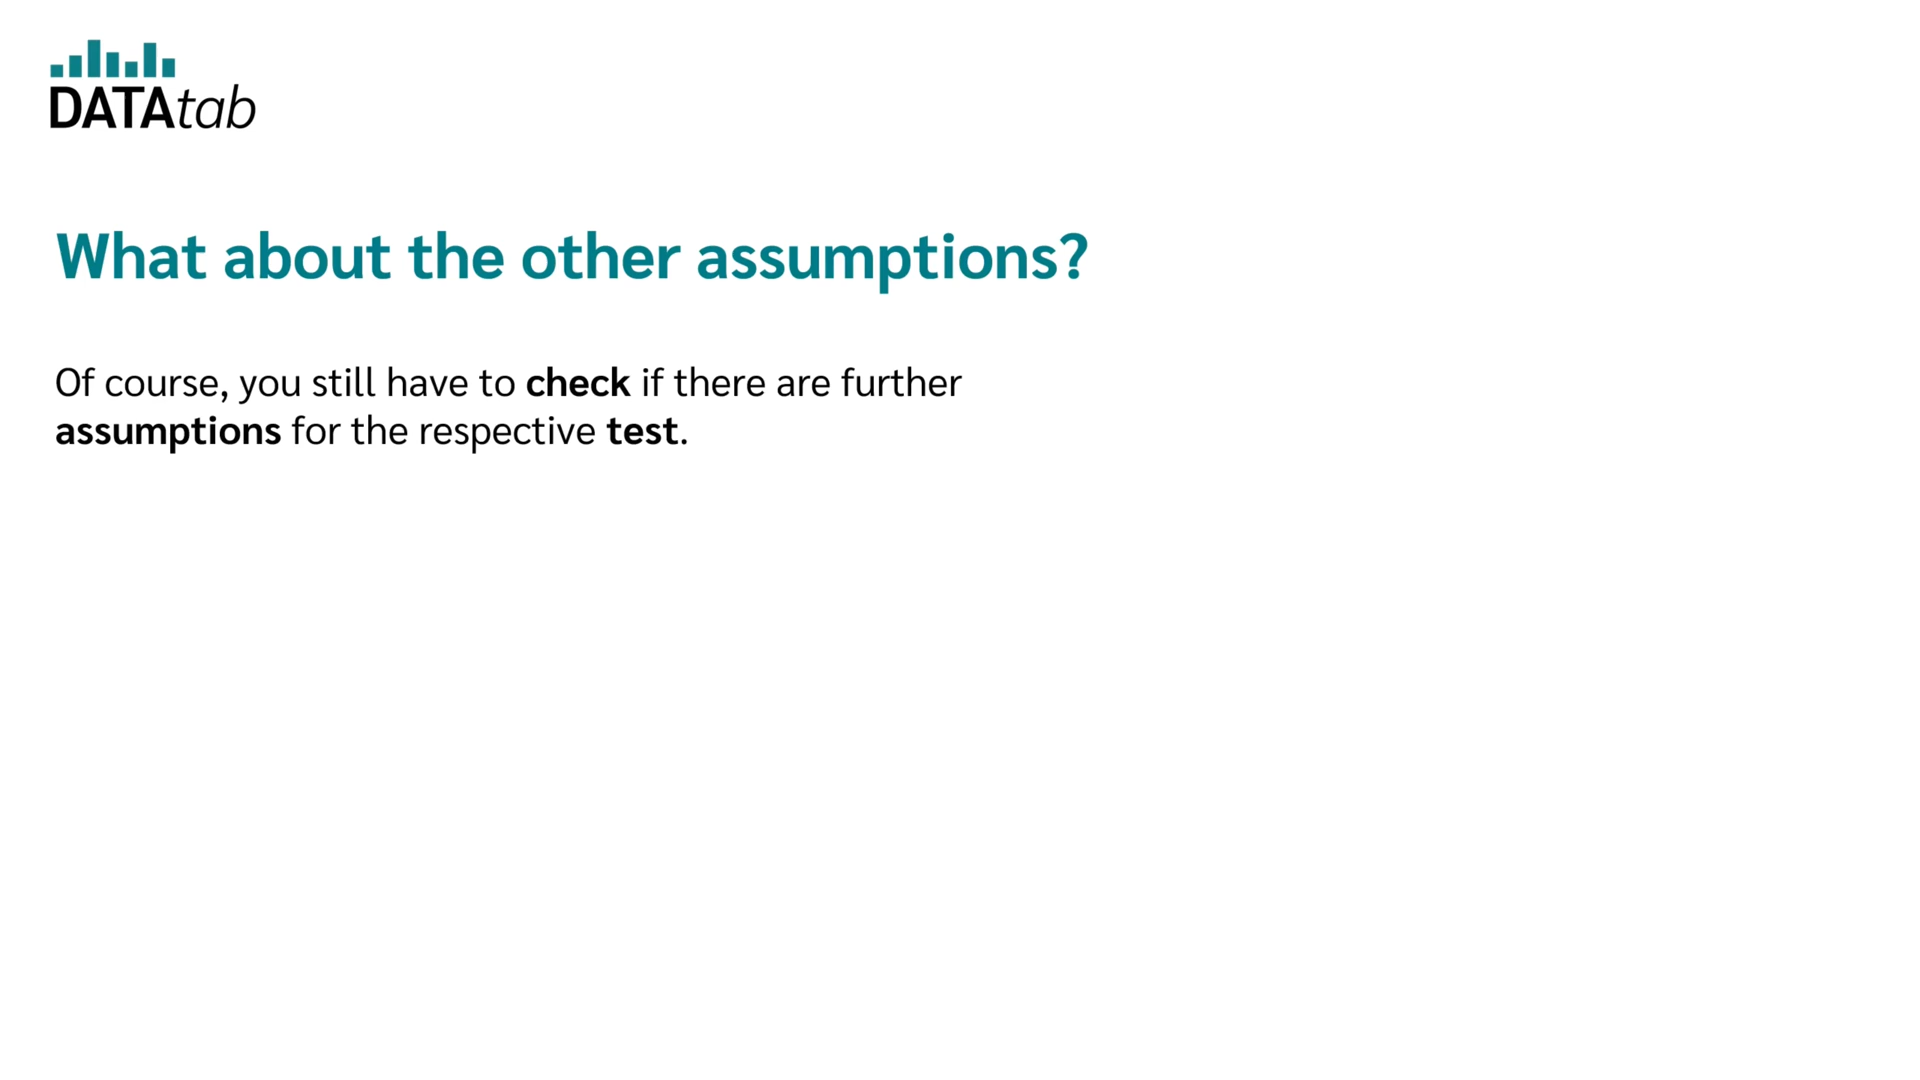 DATAtab
What about the other assumptions?
Of course, you still have to check if there are further
assumptions for the respective test.